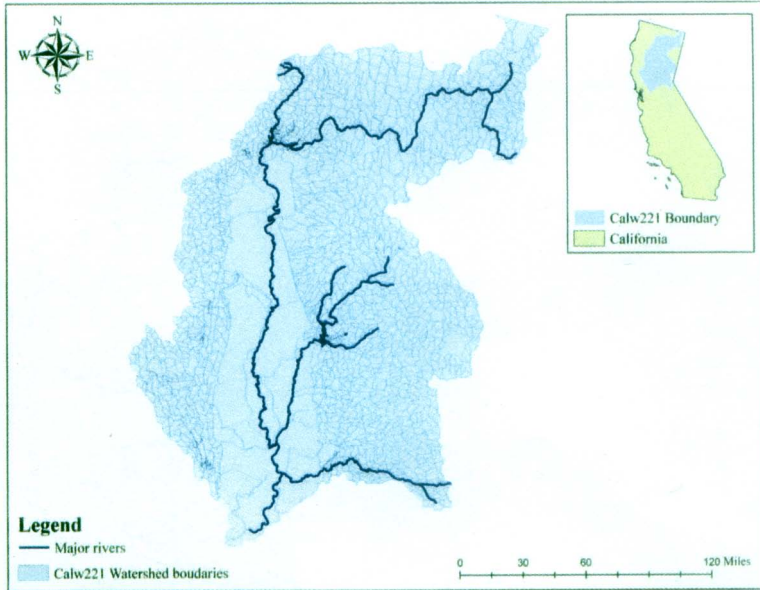 N
W E
S
Calw221 Boundary
California
Legend
Major rivers
Calw221 Watershed boudaries
0 30 60 120 Miles